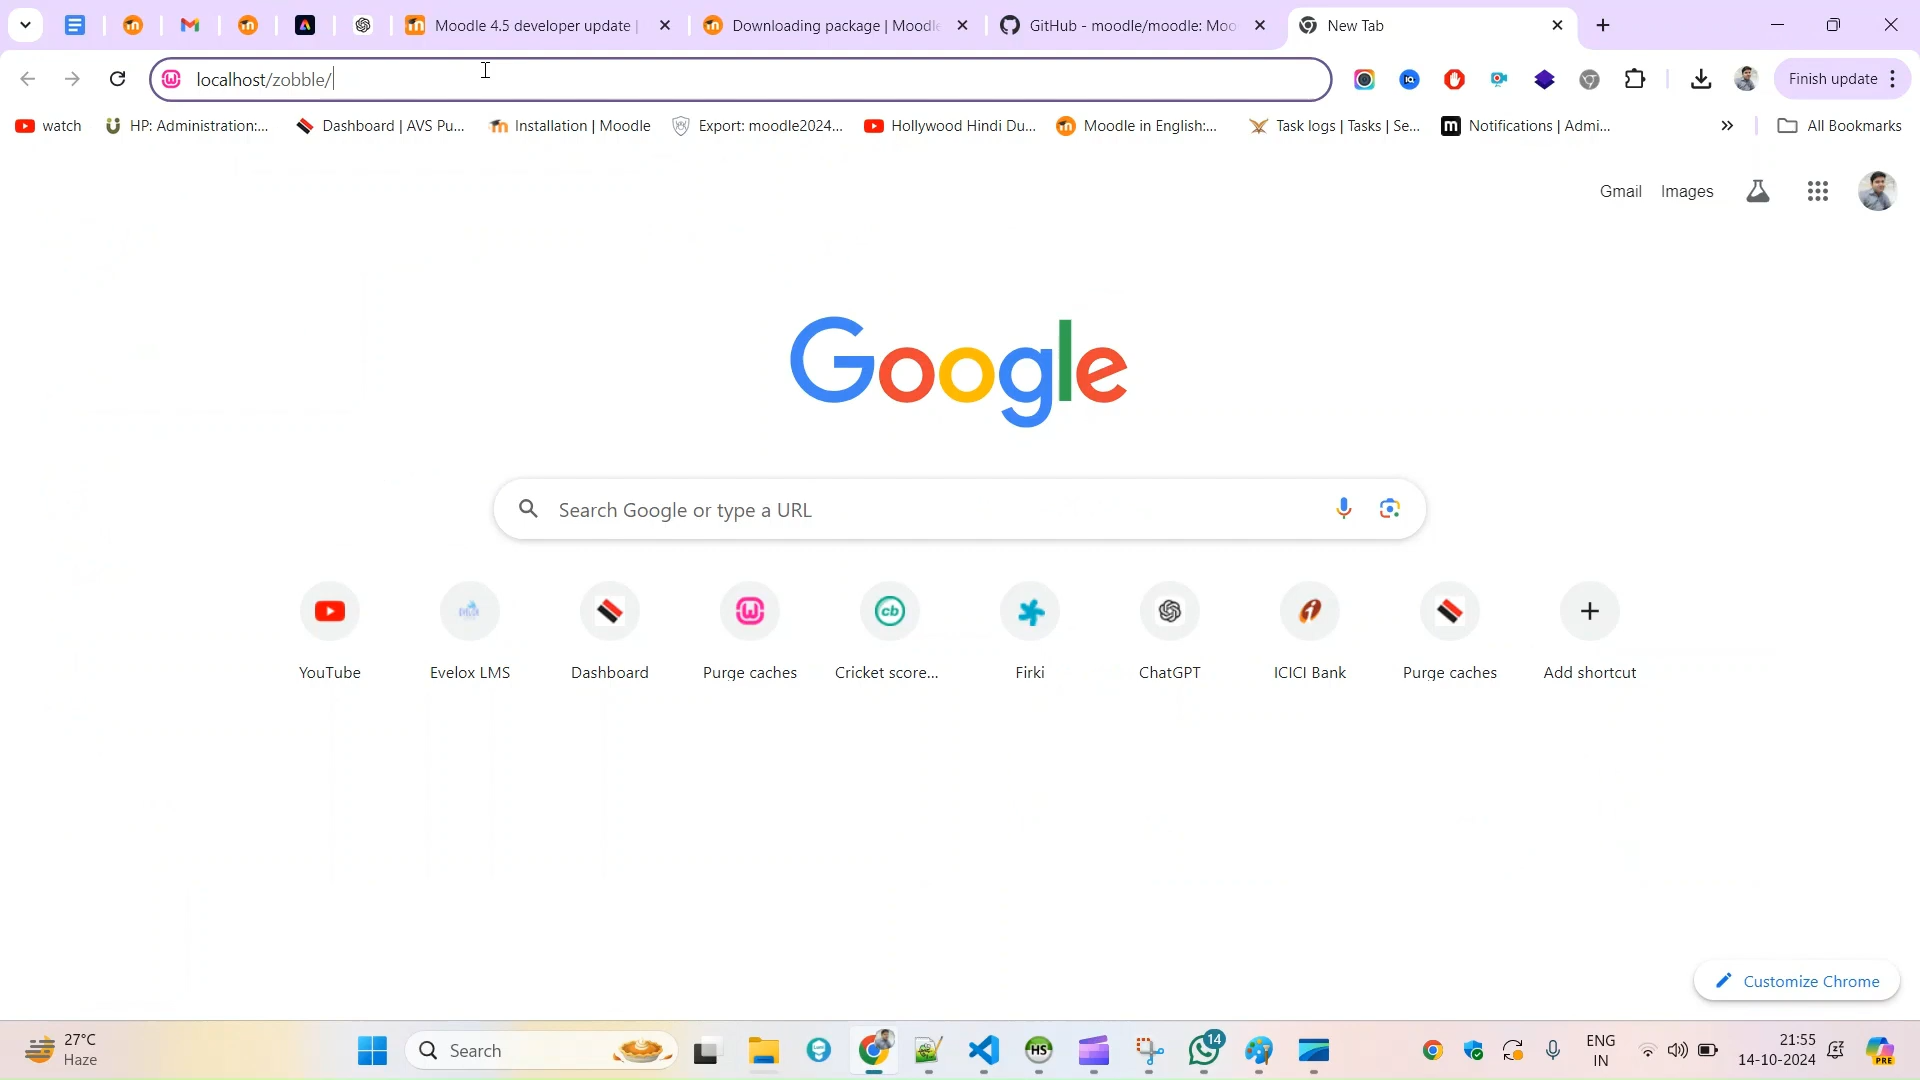 Moodle 4.5 developer update |
Downloading package | Moodle
GitHub - moodle/moodle: Moo
New Tab
localhost/zobble/
Finish update
watch
HP: Administration:...
Dashboard | AVS Pu...
Installation | Moodle
Export: moodle2024...
Hollywood Hindi Du...
Moodle in English:...
Task logs | Tasks | Se...
Notifications | Admi...
All Bookmarks
Gmail
Images
Google
Search Google or type a URL
YouTube
Evelox LMS
Dashboard
Purge caches
Cricket score...
Firki
ChatGPT
ICICI Bank
Purge caches
Add shortcut
Customize Chrome
27°C
Haze
Search
HS
14
ENG
IN
21:55
14-10-2024
PRE